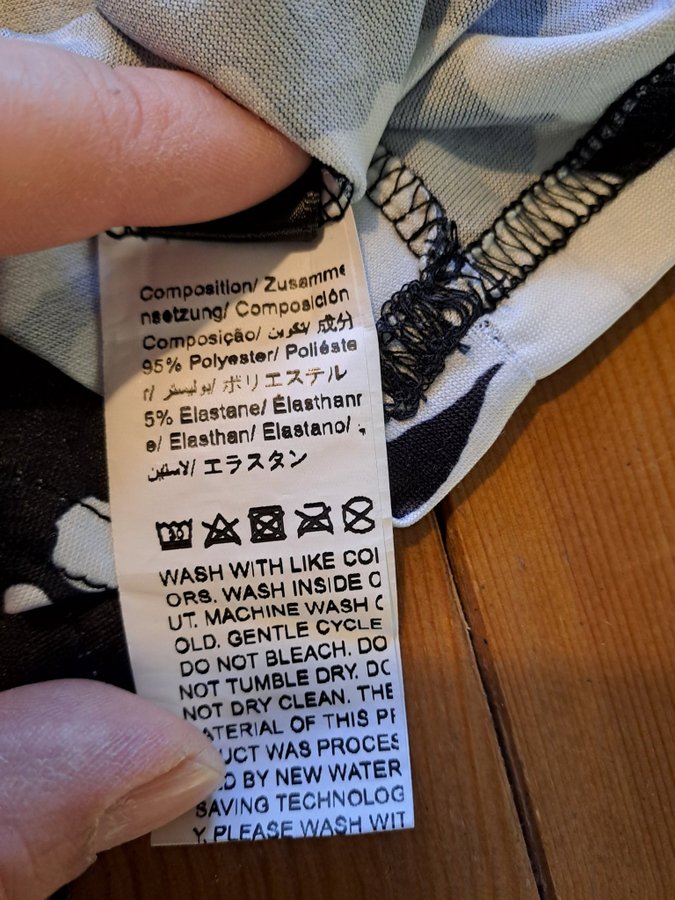 Composition/ Zusamme
nsetzung/ Composición
Composição/ تكوين/ 成分
95% Polyester/ Poliéste
r/ بوليستر/ ポリエステル
5% Elastane/ Élasthann
e/ Elasthan/ Elastano/
لاستين/ エラスタン
30
WASH WITH LIKE COL
ORS. WASH INSIDE O
UT. MACHINE WASH C
OLD. GENTLE CYCLE
DO NOT BLEACH. DO
NOT TUMBLE DRY. DO
NOT DRY CLEAN. THE
ATERIAL OF THIS PR
UCT WAS PROCES
D BY NEW WATER
SAVING TECHNOLOG
Y, PLEASE WASH WIT